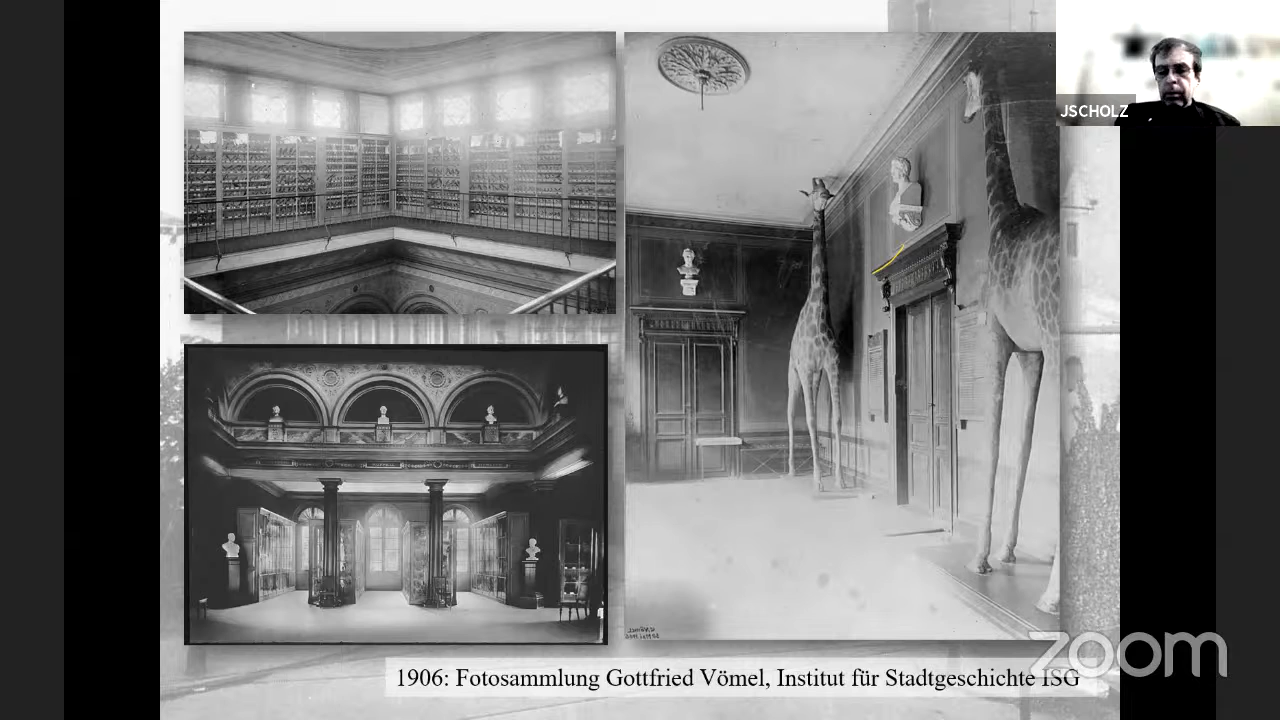 JSCHOLZ
1906: Fotosammlung Gottfried Vömel, Institut für Stadtgeschichte ISG
zoom